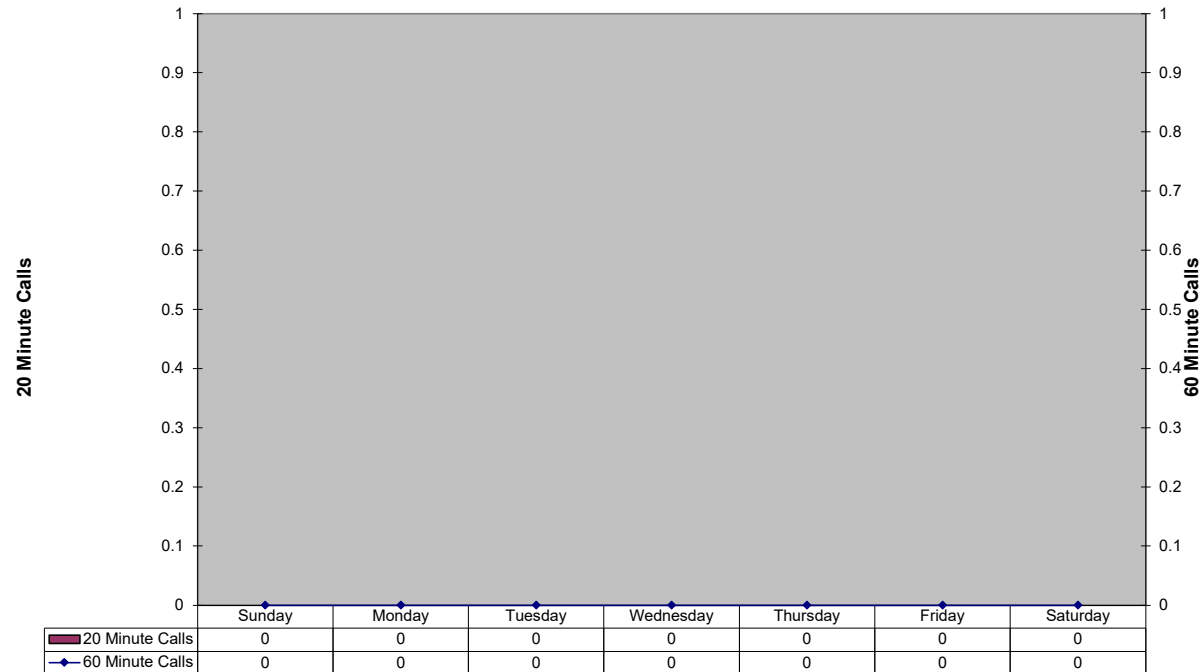 1 1
0.9 0.9
0.8 0.8
0.7 0.7
0.6 0.6
0.5 0.5
0.4 0.4
0.3 0.3
0.2 0.2
0.1 0.1
0 0
20 Minute Calls
60 Minute Calls
Sunday Monday Tuesday Wednesday Thursday Friday Saturday
20 Minute Calls 0 0 0 0 0 0 0
60 Minute Calls 0 0 0 0 0 0 0